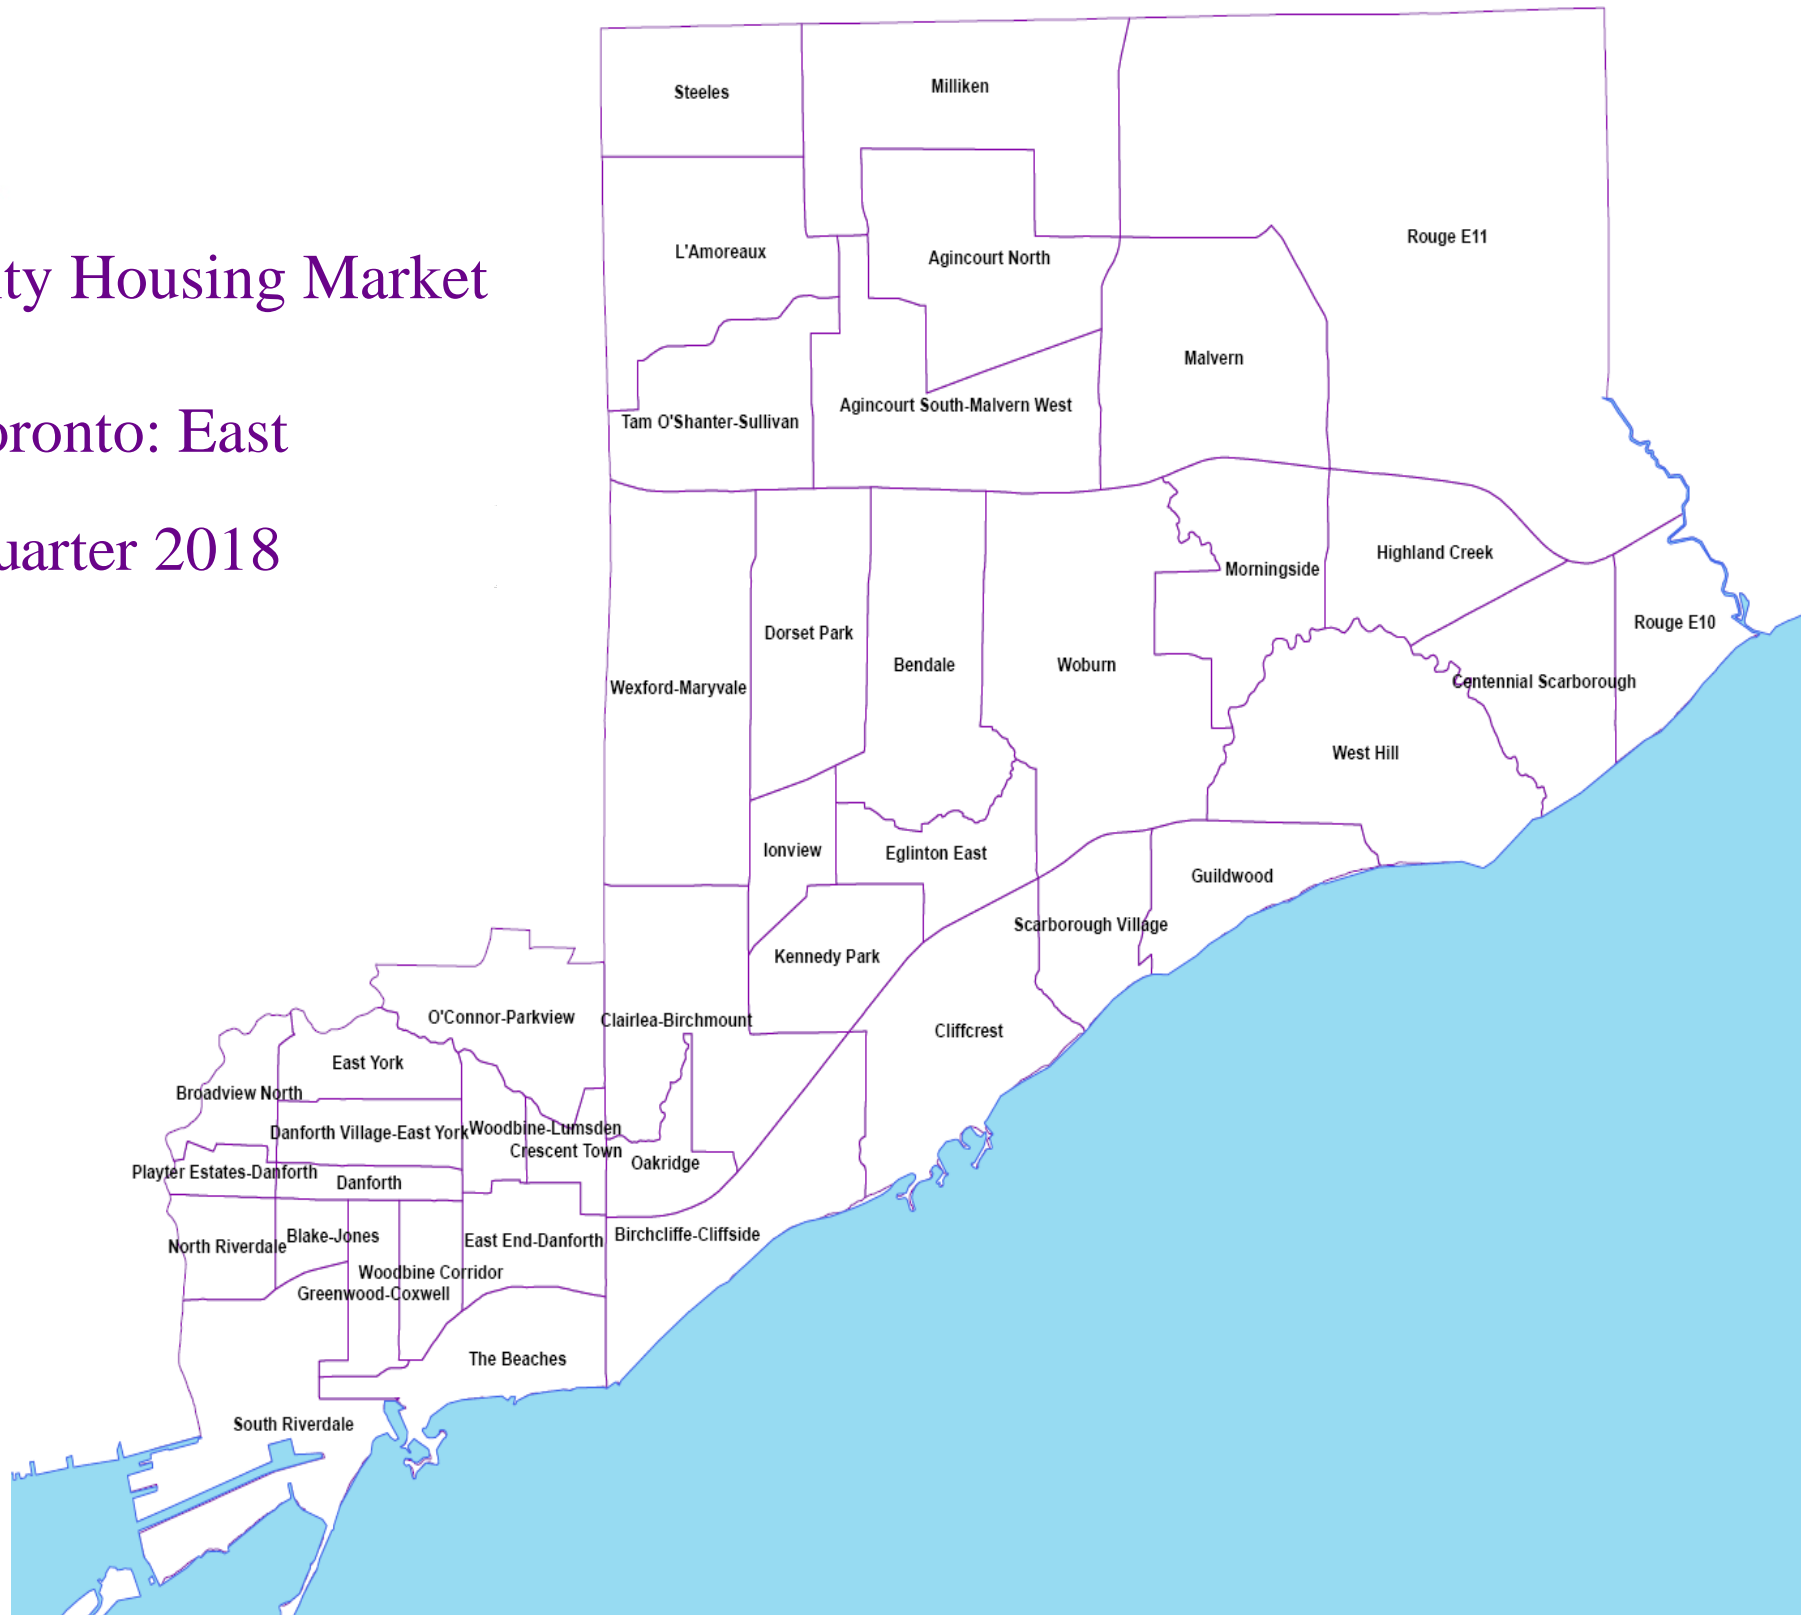 ity Housing Market
oronto: East
uarter 2018
Steeles
Milliken
L'Amoreaux
Agincourt North
Rouge E11
Malvern
Tam O'Shanter-Sullivan
Agincourt South-Malvern West
Highland Creek
Morningside
Rouge E10
Dorset Park
Bendale
Woburn
Wexford-Maryvale
Centennial Scarborough
West Hill
Ionview
Eglinton East
Guildwood
Scarborough Village
Kennedy Park
O'Connor-Parkview
Clairlea-Birchmount
Cliffcrest
East York
Broadview North
Danforth Village-East York
Woodbine-Lumsden
Crescent Town
Oakridge
Playter Estates-Danforth
Danforth
Birchcliffe-Cliffside
North Riverdale
Blake-Jones
East End-Danforth
Woodbine Corridor
Greenwood-Coxwell
The Beaches
South Riverdale